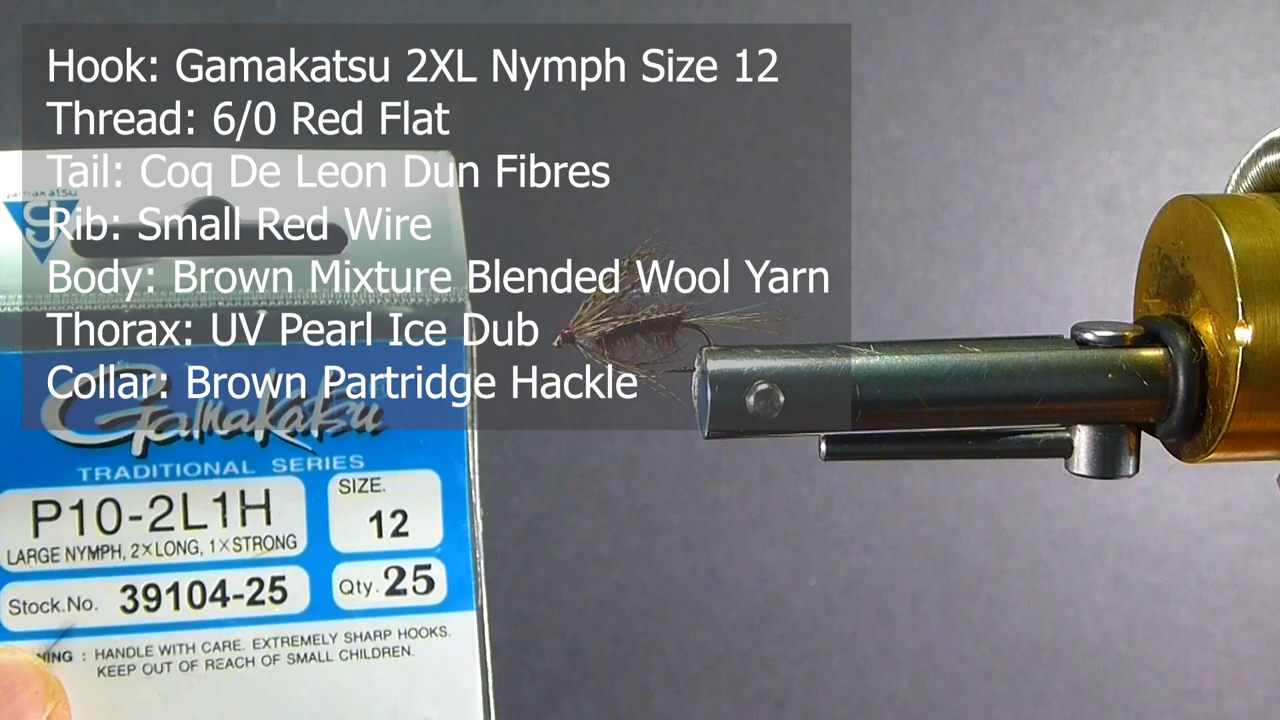 Hook: Gamakatsu 2XL Nymph Size 12
Thread: 6/0 Red Flat
Tail: Coq De Leon Dun Fibres
Rib: Small Red Wire
Body: Brown Mixture Blended Wool Yarn
Thorax: UV Pearl Ice Dub
Collar: Brown Partridge Hackle
Gamakatsu
TRADITIONAL SERIES
P10-2L1H
LARGE NYMPH, 2×LONG, 1×STRONG
SIZE.
12
Stock.No. 39104-25
Qty. 25
: HANDLE WITH CARE. EXTREMELY SHARP HOOKS.
KEEP OUT OF REACH OF SMALL CHILDREN.